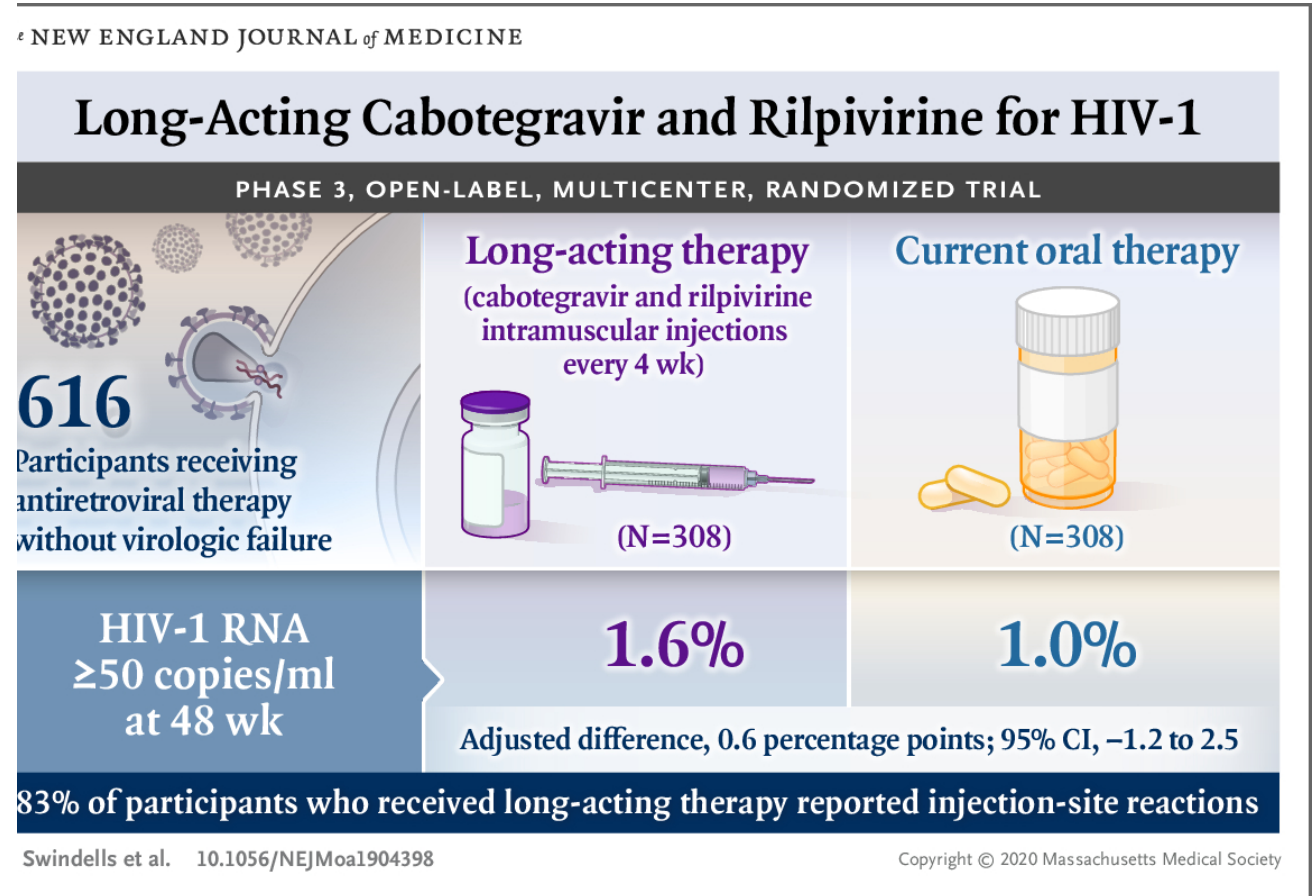 NEW ENGLAND JOURNAL of MEDICINE
Long-Acting Cabotegravir and Rilpivirine for HIV-1
PHASE 3, OPEN-LABEL, MULTICENTER, RANDOMIZED TRIAL
616
Participants receiving
antiretroviral therapy
without virologic failure
Long-acting therapy
(cabotegravir and rilpivirine
intramuscular injections
every 4 wk)
(N=308)
Current oral therapy
(N=308)
HIV-1 RNA
≥50 copies/ml
at 48 wk
1.6%
1.0%
Adjusted difference, 0.6 percentage points; 95% CI, −1.2 to 2.5
83% of participants who received long-acting therapy reported injection-site reactions
Swindells et al. 10.1056/NEJMoa1904398
Copyright © 2020 Massachusetts Medical Society